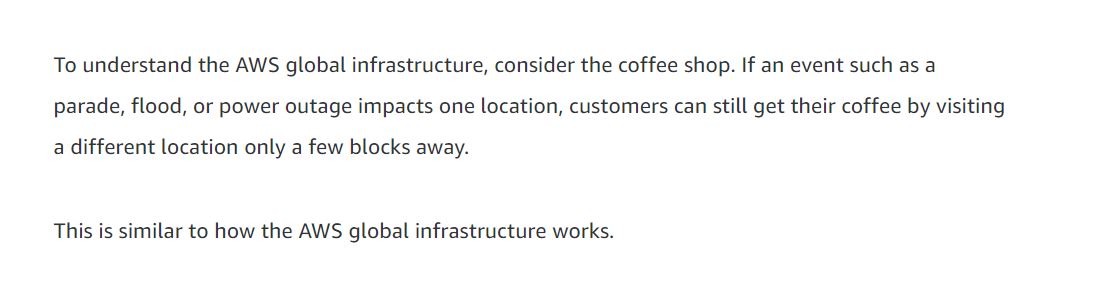 To understand the AWS global infrastructure, consider the coffee shop. If an event such as a
parade, flood, or power outage impacts one location, customers can still get their coffee by visiting
a different location only a few blocks away.
This is similar to how the AWS global infrastructure works.